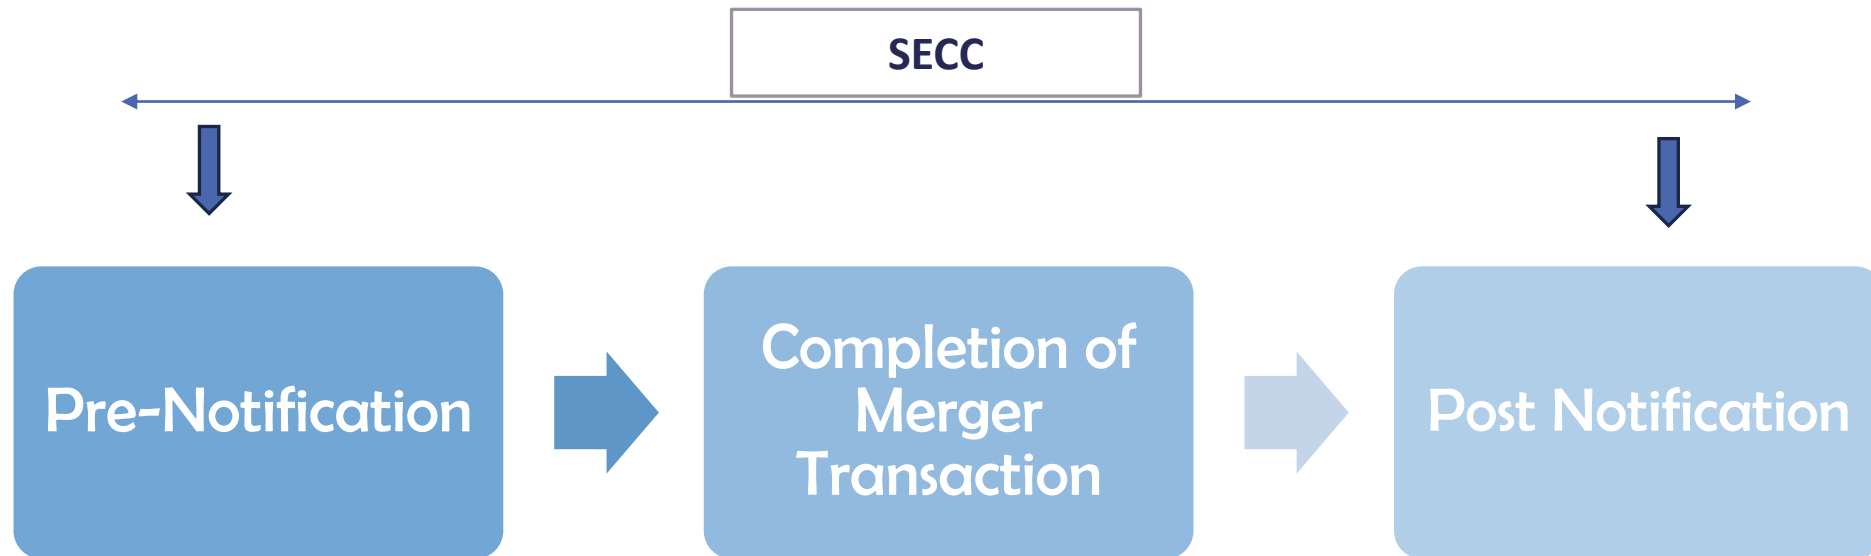 SECC
Pre-Notification
Completion of
Merger
Transaction
Post Notification